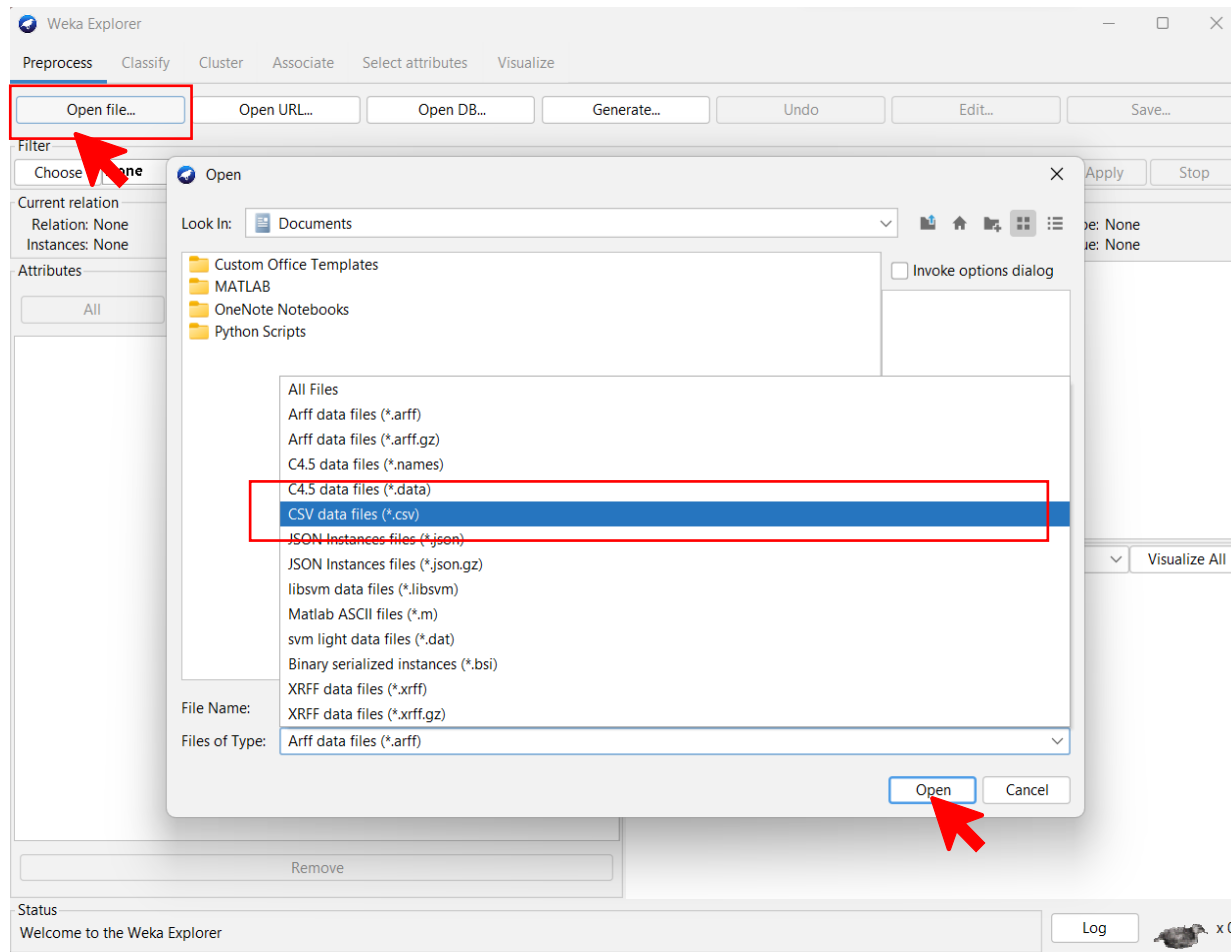 Weka Explorer
Preprocess Classify Cluster Associate Select attributes Visualize
Open file... Open URL... Open DB... Generate... Undo Edit... Save...
Filter
Choose one Apply Stop
Open
Current relation
Relation: None
Instances: None
pe: None
ue: None
Attributes
All
Look In: Documents
Custom Office Templates
MATLAB
OneNote Notebooks
Python Scripts
Invoke options dialog
All Files
Arff data files (*.arff)
Arff data files (*.arff.gz)
C4.5 data files (*.names)
C4.5 data files (*.data)
CSV data files (*.csv)
JSON Instances files (*.json)
JSON Instances files (*.json.gz)
libsvm data files (*.libsvm)
Matlab ASCII files (*.m)
svm light data files (*.dat)
Binary serialized instances (*.bsi)
XRFF data files (*.xrff)
XRFF data files (*.xrff.gz)
File Name:
Files of Type: Arff data files (*.arff)
Open Cancel
Visualize All
Remove
Status
Welcome to the Weka Explorer
Log x 0